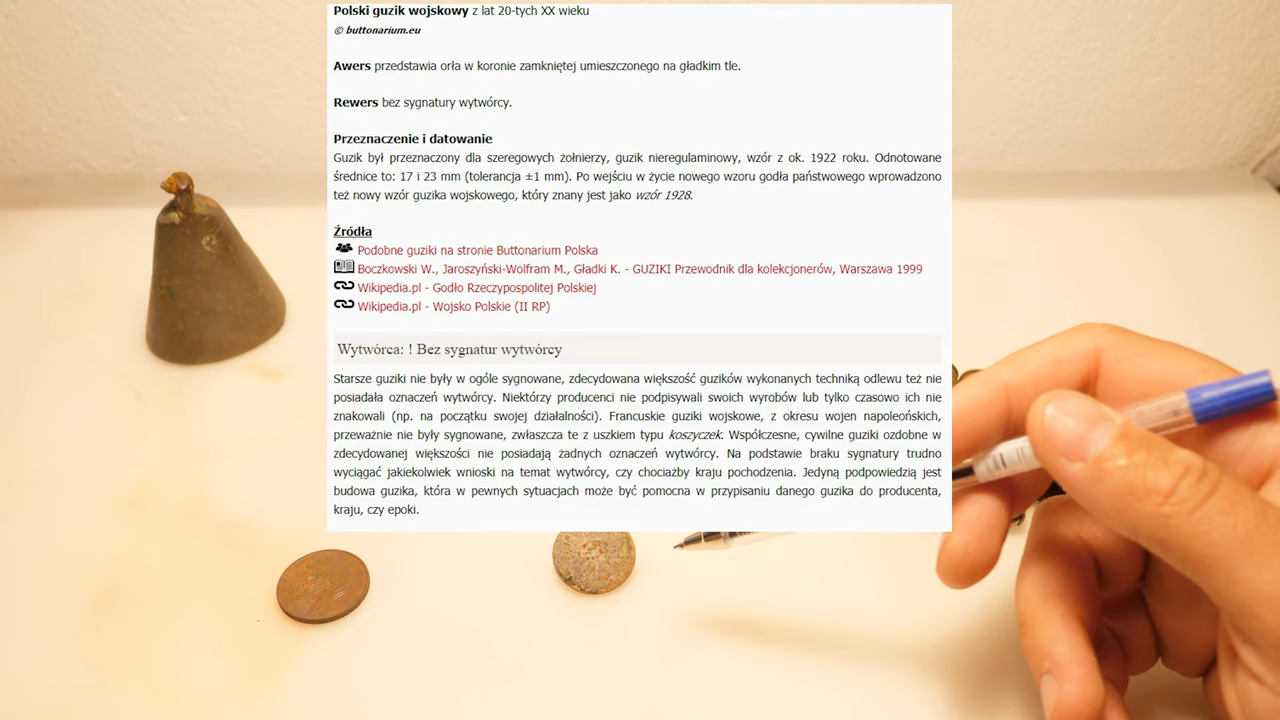 Polski guzik wojskowy z lat 20-tych XX wieku
© buttonarium.eu
Awers przedstawia orła w koronie zamkniętej umieszczonego na gładkim tle.
Rewers bez sygnatury wytwórcy.
Przeznaczenie i datowanie
Guzik był przeznaczony dla szeregowych żołnierzy, guzik nieregulaminowy, wzór z ok. 1922 roku. Odnotowane
średnice to: 17 i 23 mm (tolerancja ±1 mm). Po wejściu w życie nowego wzoru godła państwowego wprowadzono
też nowy wzór guzika wojskowego, który znany jest jako wzór 1928.
Źródła
Podobne guziki na stronie Buttonarium Polska
Boczkowski W., Jaroszyński-Wolfram M., Gładki K. - GUZIKI Przewodnik dla kolekcjonerów, Warszawa 1999
Wikipedia.pl - Godło Rzeczypospolitej Polskiej
Wikipedia.pl - Wojsko Polskie (II RP)
Wytwórca: ! Bez sygnatur wytwórcy
Starsze guziki nie były w ogóle sygnowane, zdecydowana większość guzików wykonanych techniką odlewu też nie
posiadała oznaczeń wytwórcy. Niektórzy producenci nie podpisywali swoich wyrobów lub tylko czasowo ich nie
znakowali (np. na początku swojej działalności). Francuskie guziki wojskowe, z okresu wojen napoleońskich,
przeważnie nie były sygnowane, zwłaszcza te z uszkiem typu koszyczek. Współczesne, cywilne guziki ozdobne w
zdecydowanej większości nie posiadają żadnych oznaczeń wytwórcy. Na podstawie braku sygnatury trudno
wyciągać jakiekolwiek wnioski na temat wytwórcy, czy chociażby kraju pochodzenia. Jedyną podpowiedzią jest
budowa guzika, która w pewnych sytuacjach może być pomocna w przypisaniu danego guzika do producenta,
kraju, czy epoki.